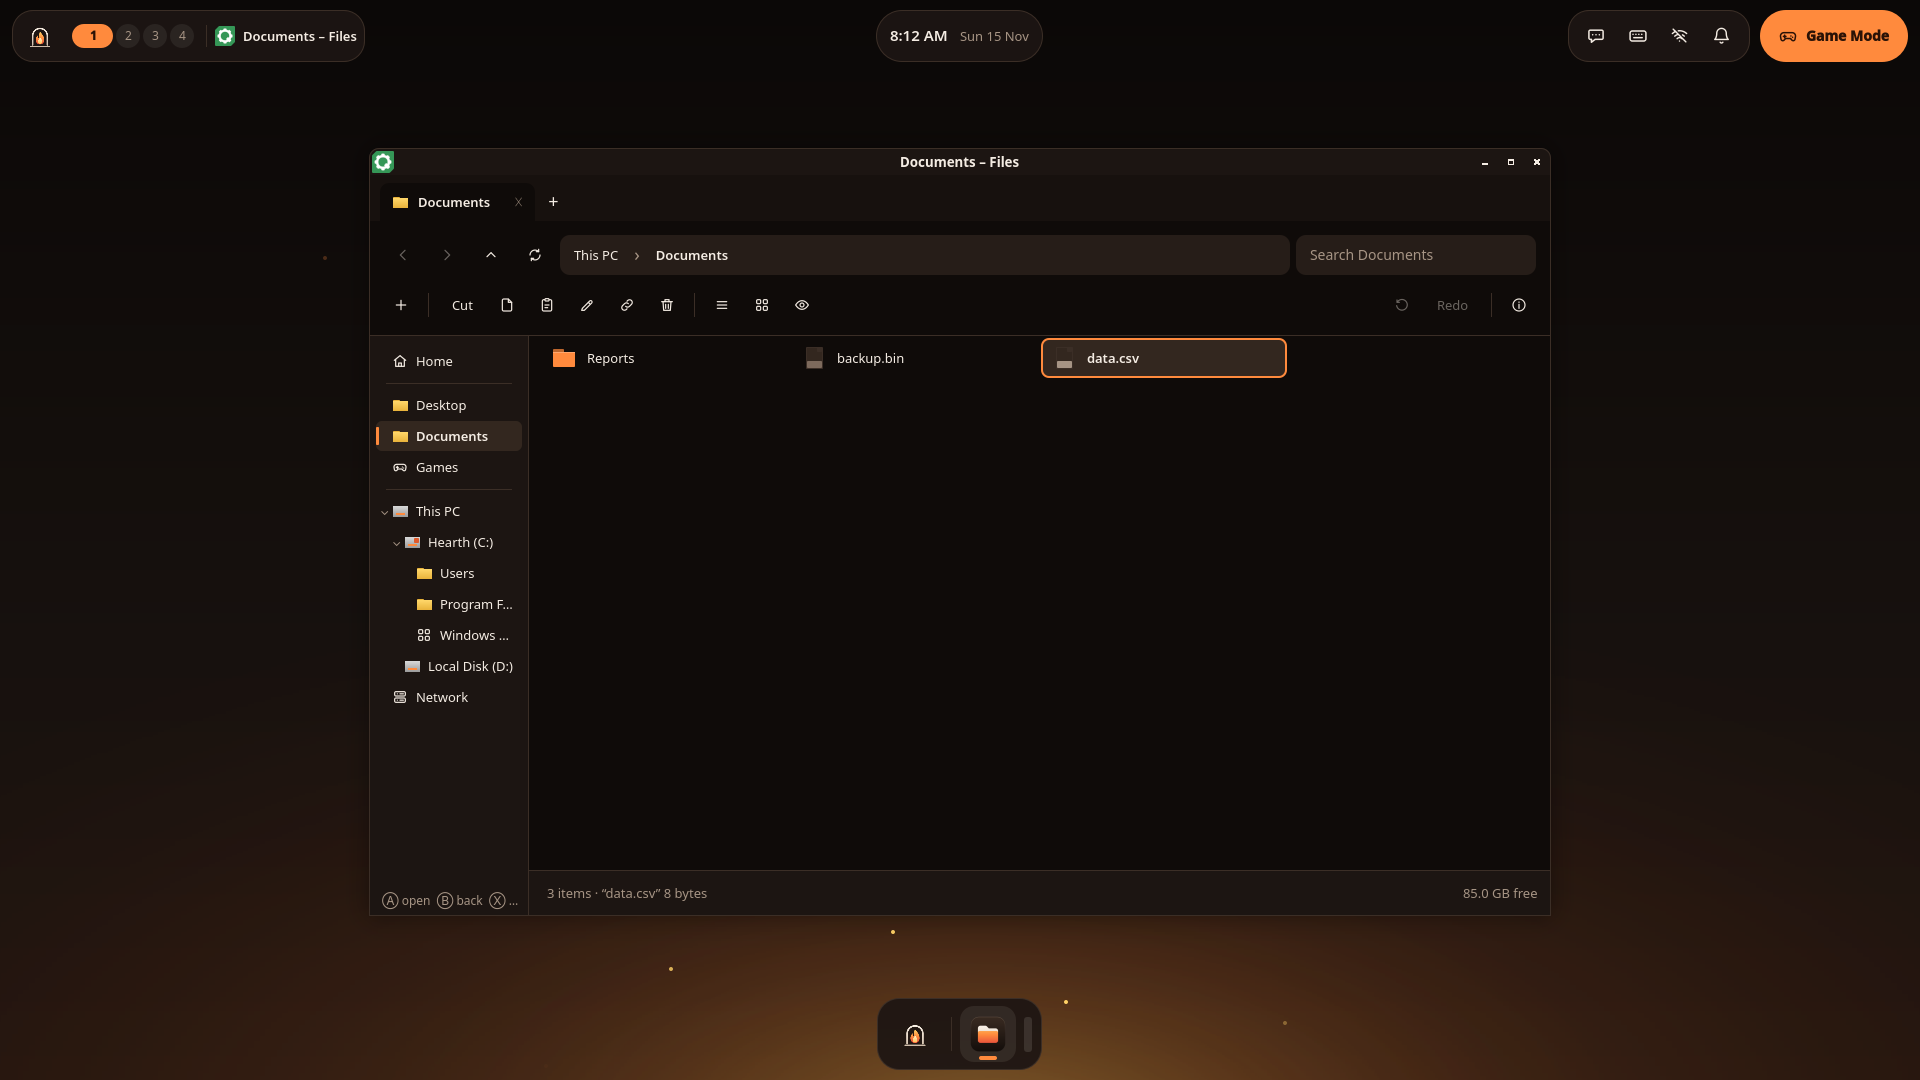 1 2 3 4 Documents – Files
8:12 AM Sun 15 Nov
Game Mode
Documents – Files
Documents X +
This PC › Documents
Search Documents
Cut
Redo
Home
Desktop
Documents
Games
This PC
Hearth (C:)
Users
Program F...
Windows ...
Local Disk (D:)
Network
A open B back X ...
Reports
backup.bin
data.csv
3 items · “data.csv” 8 bytes
85.0 GB free